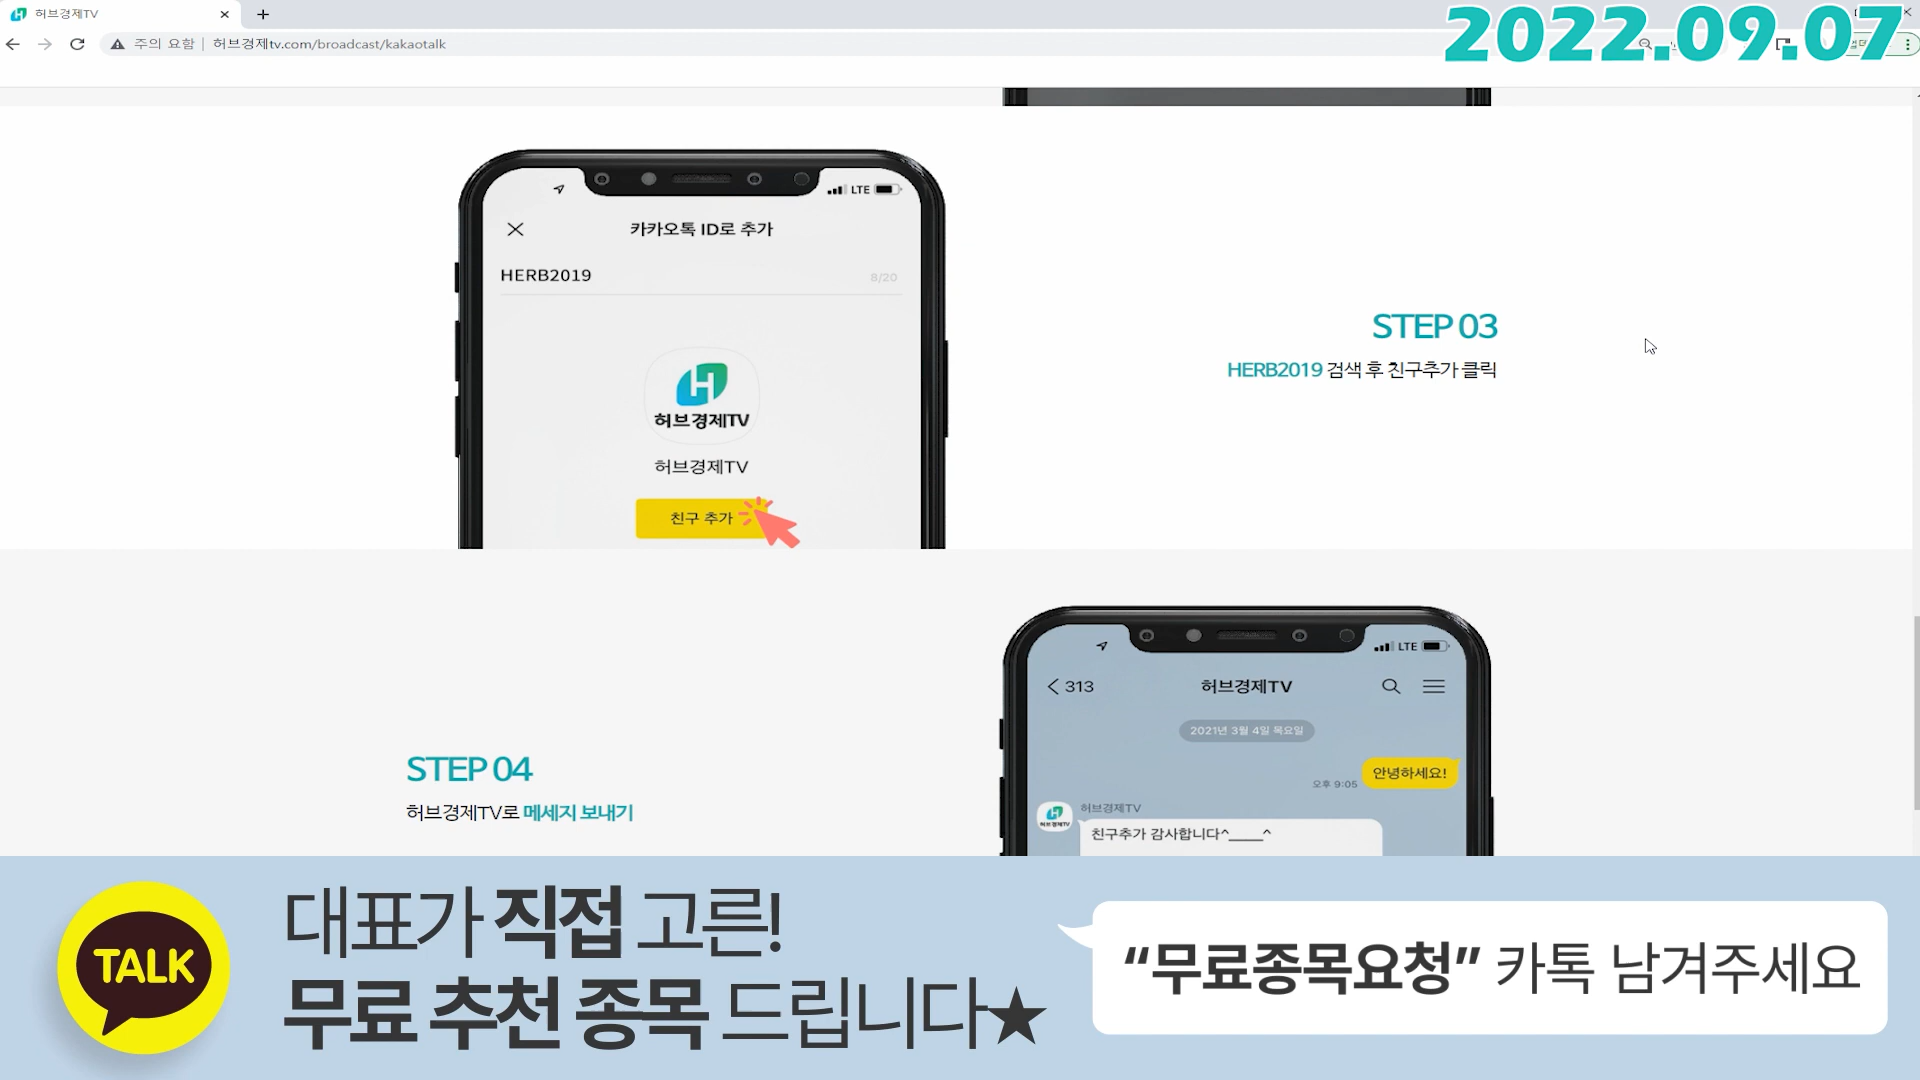 허브경제TV
2022.09.07
주의 요함 | 허브경제tv.com/broadcast/kakaotalk
LTE
카카오톡 ID로 추가
HERB2019
8/20
허브경제TV
허브경제TV
친구 추가
STEP 03
HERB2019 검색 후 친구추가 클릭
STEP 04
허브경제TV로 메세지 보내기
LTE
313
허브경제TV
2021년 3월 4일 목요일
오후 9:05
안녕하세요!
허브경제TV
허브경제TV
친구추가 감사합니다^____^
TALK
대표가 직접 고른!
무료 추천 종목 드립니다★
“무료종목요청” 카톡 남겨주세요